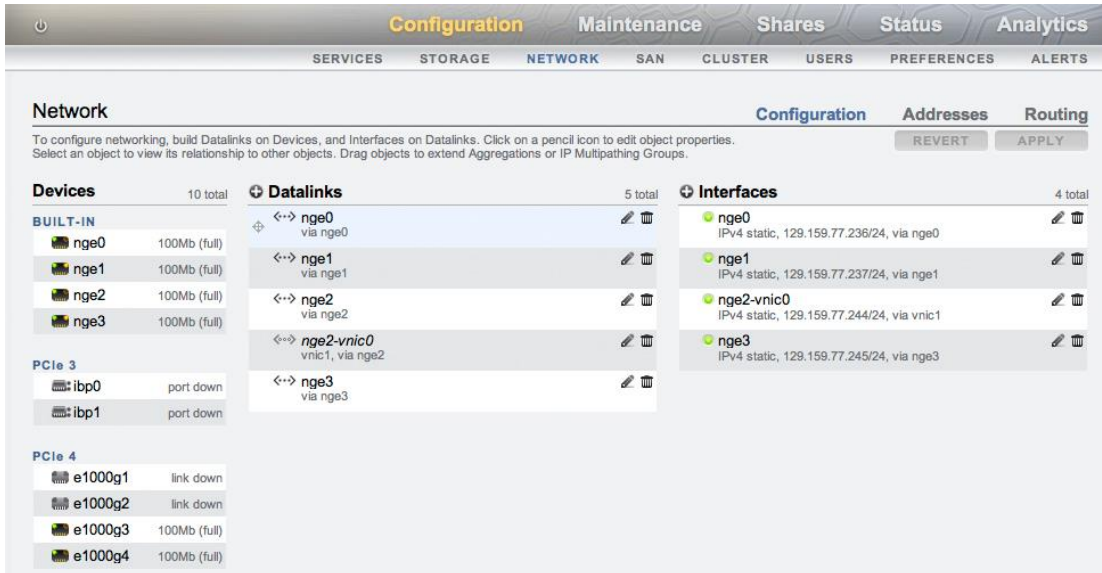 Configuration Maintenance Shares Status Analytics
SERVICES STORAGE NETWORK SAN CLUSTER USERS PREFERENCES ALERTS
Network
Configuration Addresses Routing
To configure networking, build Datalinks on Devices, and Interfaces on Datalinks. Click on a pencil icon to edit object properties.
Select an object to view its relationship to other objects. Drag objects to extend Aggregations or IP Multipathing Groups.
REVERT APPLY
Devices 10 total
BUILT-IN
nge0 100Mb (full)
nge1 100Mb (full)
nge2 100Mb (full)
nge3 100Mb (full)
PCIe 3
ibp0 port down
ibp1 port down
PCIe 4
e1000g1 link down
e1000g2 link down
e1000g3 100Mb (full)
e1000g4 100Mb (full)
Datalinks 5 total
nge0
via nge0
nge1
via nge1
nge2
via nge2
nge2-vnic0
vnic1, via nge2
nge3
via nge3
Interfaces 4 total
nge0
IPv4 static, 129.159.77.236/24, via nge0
nge1
IPv4 static, 129.159.77.237/24, via nge1
nge2-vnic0
IPv4 static, 129.159.77.244/24, via vnic1
nge3
IPv4 static, 129.159.77.245/24, via nge3